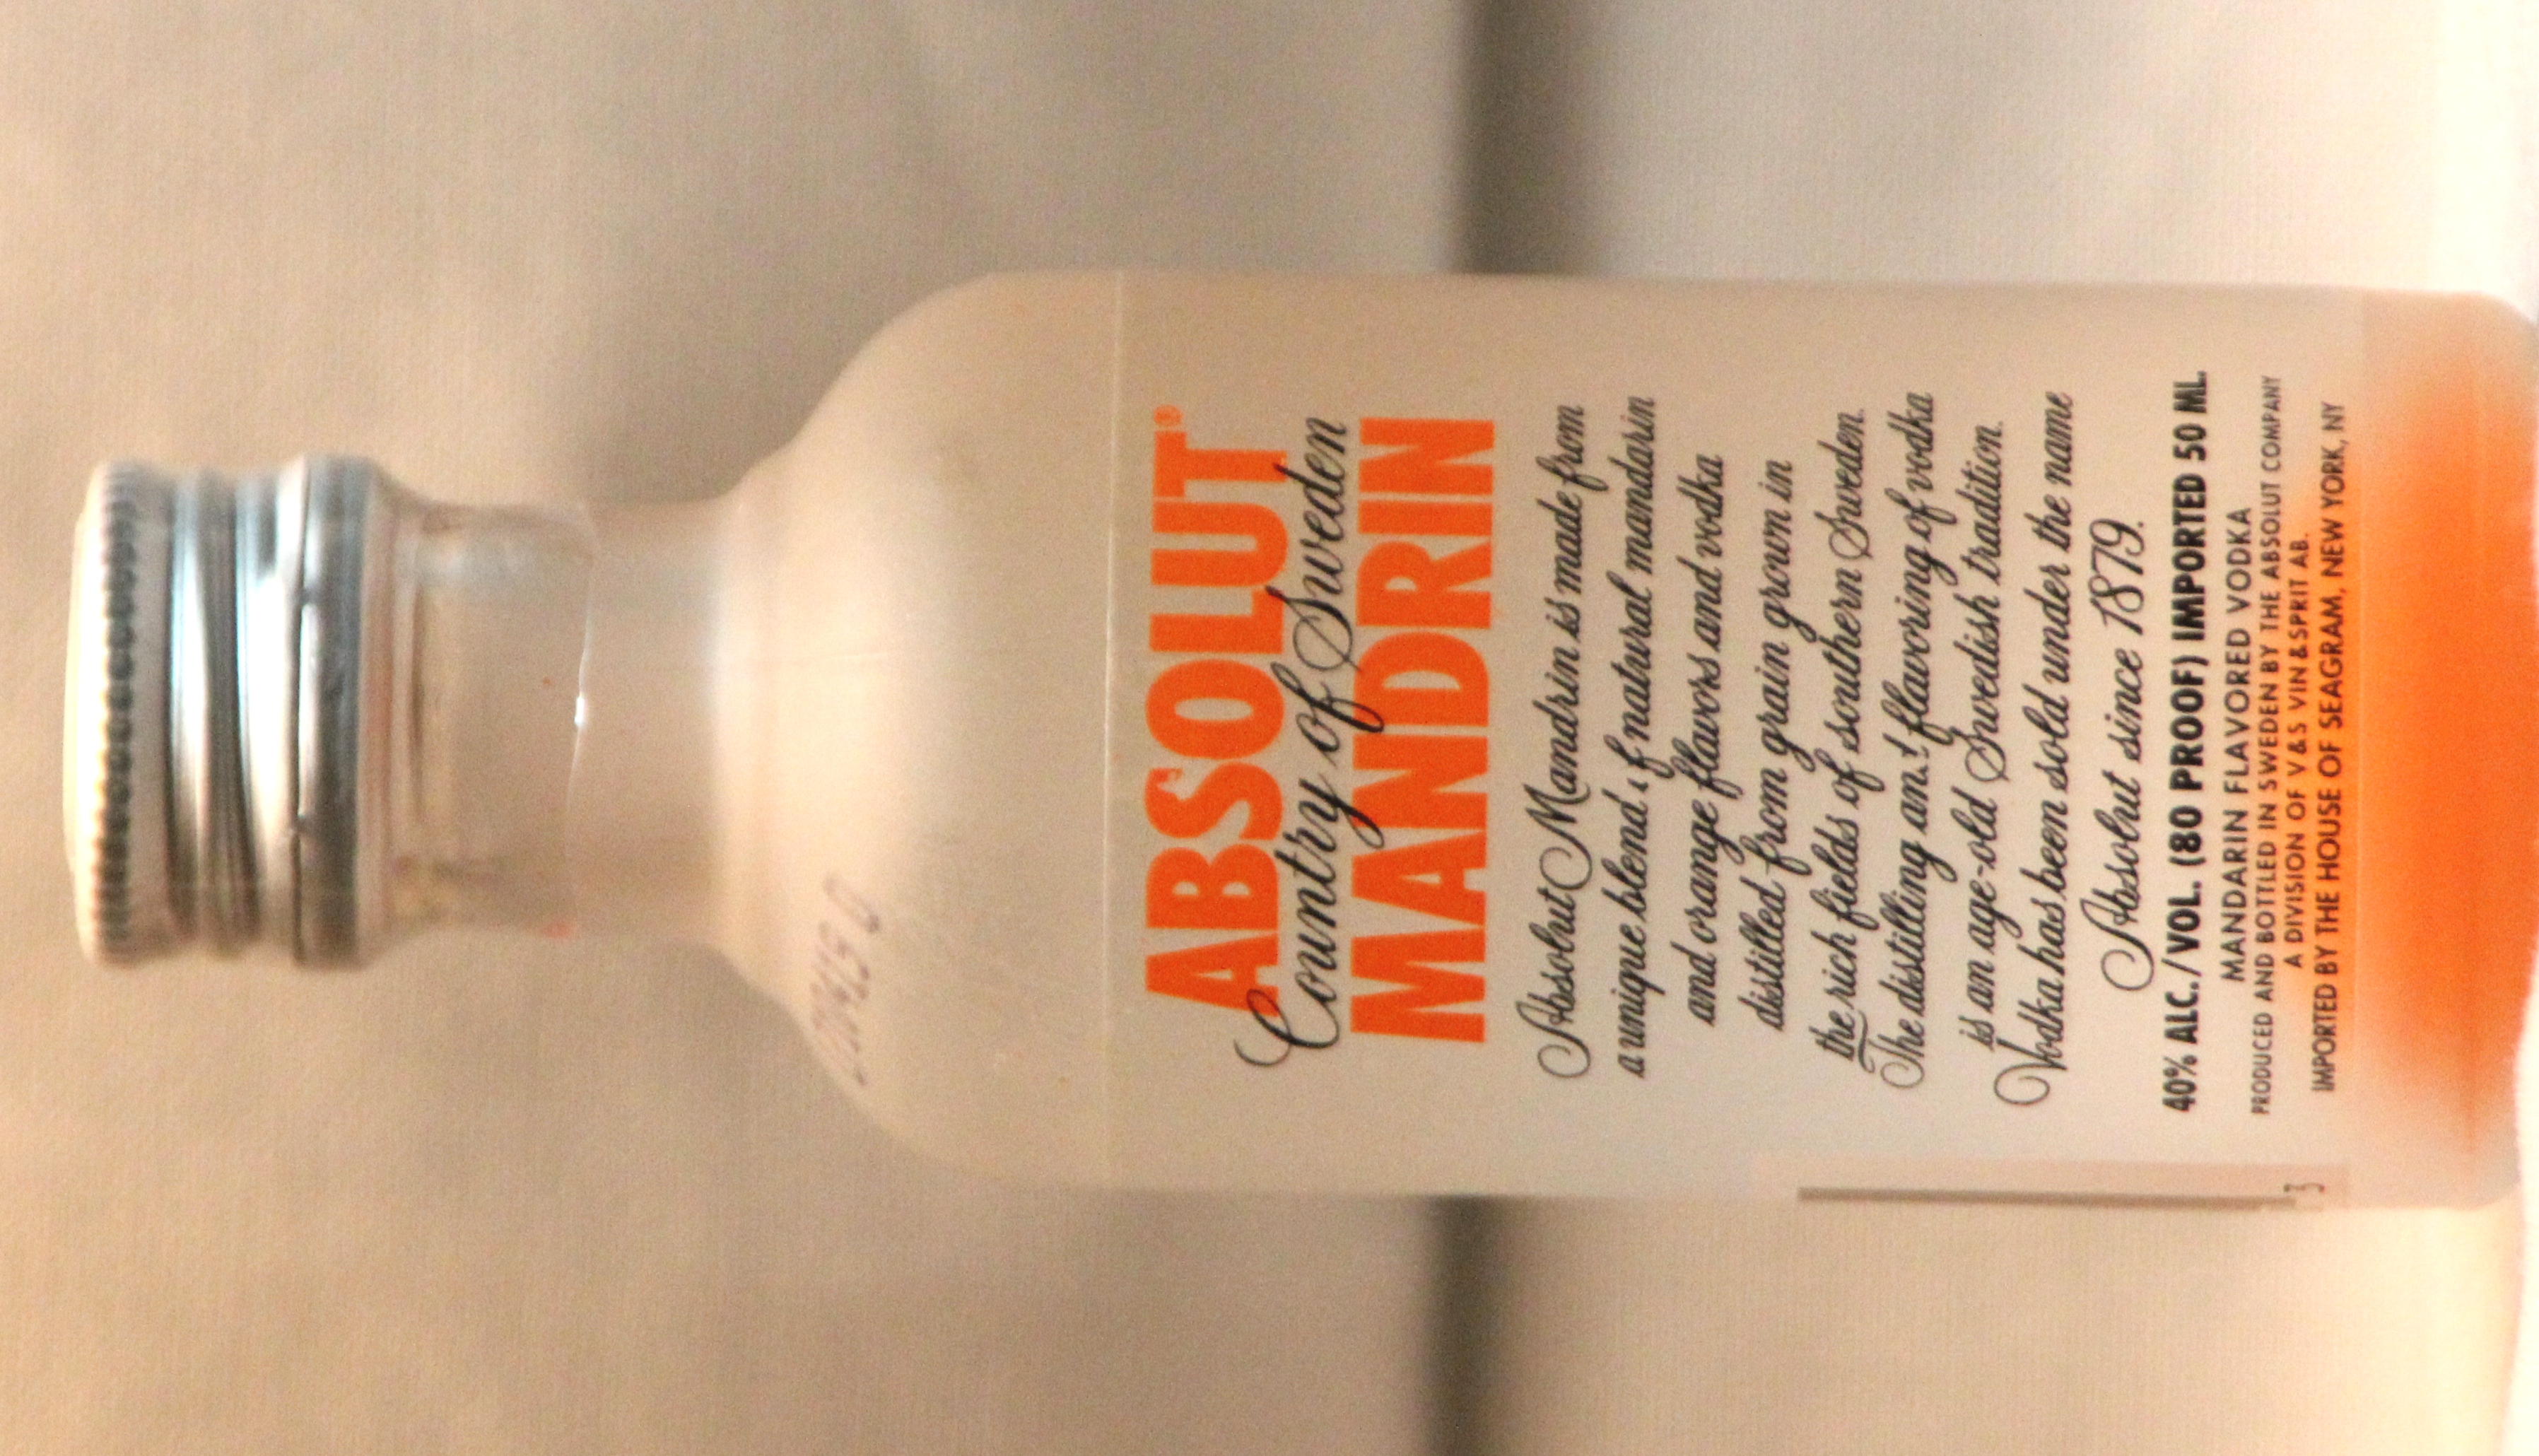 ABSOLUT®
Country of Sweden
MANDRIN
Absolut Mandrin is made from
a unique blend of natural mandarin
and orange flavors and vodka
distilled from grain grown in
the rich fields of southern Sweden.
The distilling and flavoring of vodka
is an age-old Swedish tradition.
Vodka has been sold under the name
Absolut since 1879.
40% ALC./VOL. (80 PROOF) IMPORTED 50 ML.
MANDARIN FLAVORED VODKA
PRODUCED AND BOTTLED IN SWEDEN BY THE ABSOLUT COMPANY
A DIVISION OF V&S VIN & SPRIT AB.
IMPORTED BY THE HOUSE OF SEAGRAM, NEW YORK, NY
3